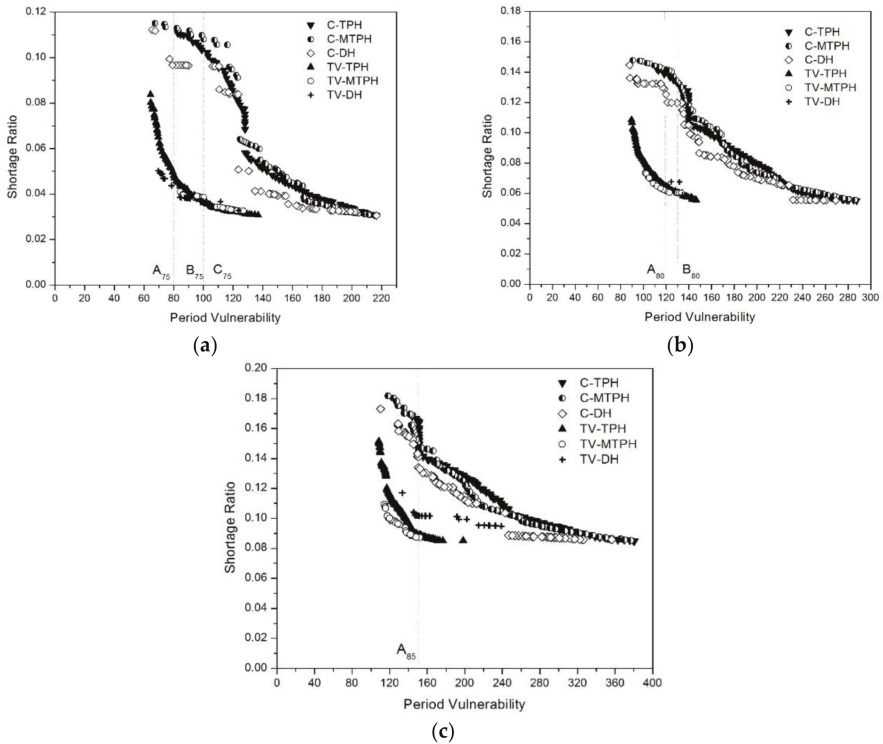 0.12
0.10
0.08
0.06
0.04
0.02
0.00
Shortage Ratio
C-TPH
C-MTPH
C-DH
TV-TPH
TV-MTPH
TV-DH
A75
B75
C75
0 20 40 60 80 100 120 140 160 180 200 220
Period Vulnerability
(a)
0.18
0.16
0.14
0.12
0.10
0.08
0.06
0.04
0.02
0.00
Shortage Ratio
C-TPH
C-MTPH
C-DH
TV-TPH
TV-MTPH
TV-DH
A80
B80
0 20 40 60 80 100 120 140 160 180 200 220 240 260 280 300
Period Vulnerability
(b)
0.20
0.18
0.16
0.14
0.12
0.10
0.08
0.06
0.04
0.02
0.00
Shortage Ratio
C-TPH
C-MTPH
C-DH
TV-TPH
TV-MTPH
TV-DH
A85
0 40 80 120 160 200 240 280 320 360 400
Period Vulnerability
(c)